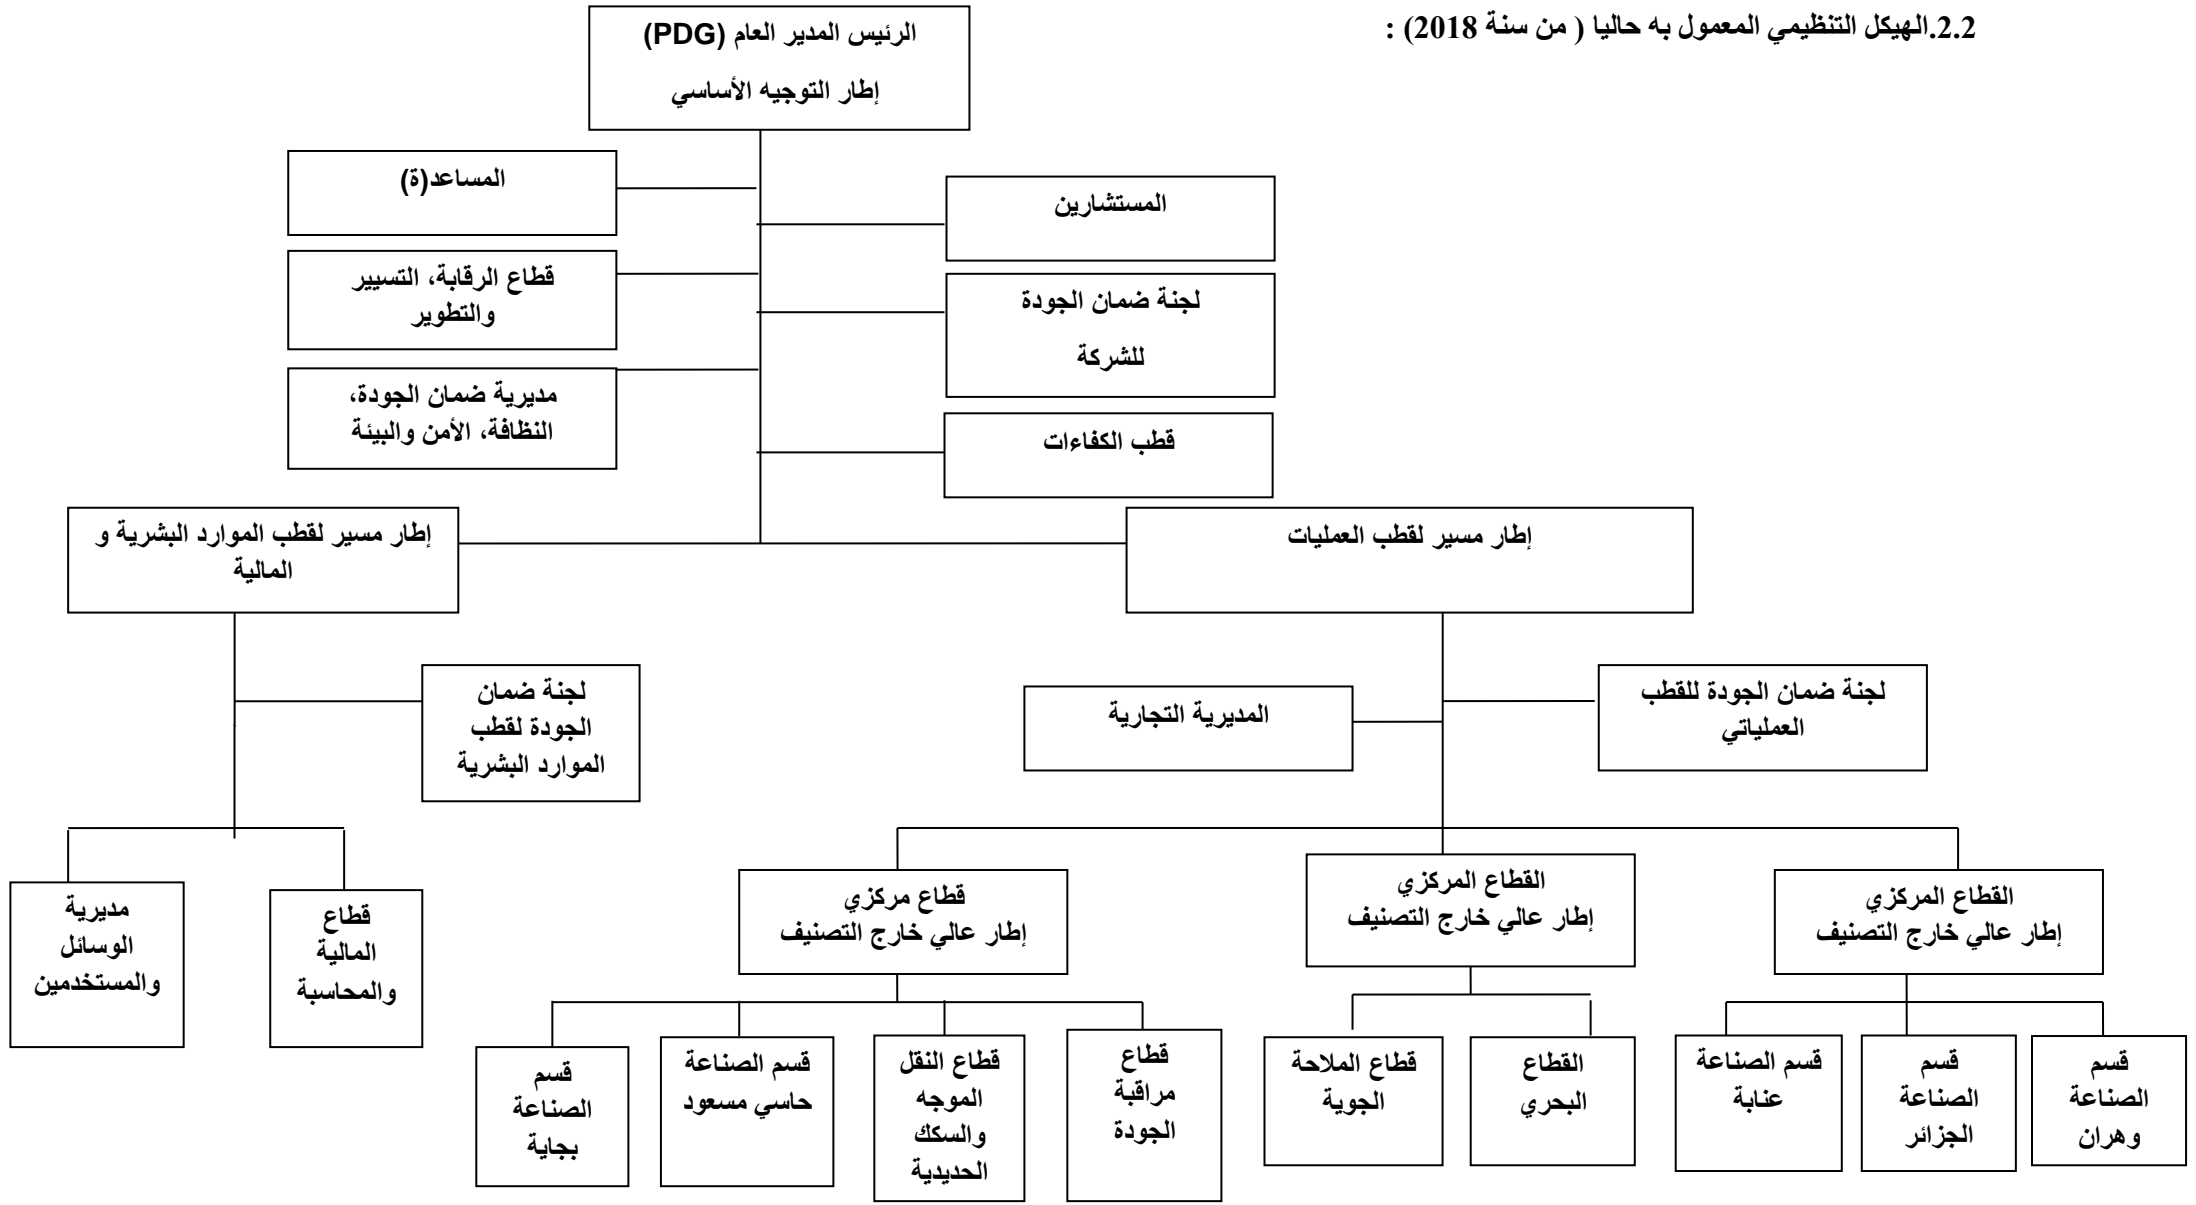 2.2.الهيكل التنظيمي المعمول به حاليا ( من سنة 2018) :
الرئيس المدير العام (PDG)
إطار التوجيه الأساسي
المستشارين
المساعد(ة)
لجنة ضمان الجودة
للشركة
قطاع الرقابة، التسيير
والتطوير
قطب الكفاءات
مديرية ضمان الجودة،
النظافة، الأمن والبيئة
إطار مسير لقطب العمليات
إطار مسير لقطب الموارد البشرية و
المالية
لجنة ضمان الجودة للقطب
العملياتي
المديرية التجارية
لجنة ضمان
الجودة لقطب
الموارد البشرية
القطاع المركزي
إطار عالي خارج التصنيف
القطاع المركزي
إطار عالي خارج التصنيف
قطاع مركزي
إطار عالي خارج التصنيف
قطاع
المالية
والمحاسبة
مديرية
الوسائل
والمستخدمين
قسم
الصناعة
وهران
قسم
الصناعة
الجزائر
قسم الصناعة
عنابة
القطاع
البحري
قطاع الملاحة
الجوية
قطاع
مراقبة
الجودة
قطاع النقل
الموجه
والسكك
الحديدية
قسم الصناعة
حاسي مسعود
قسم
الصناعة
بجاية